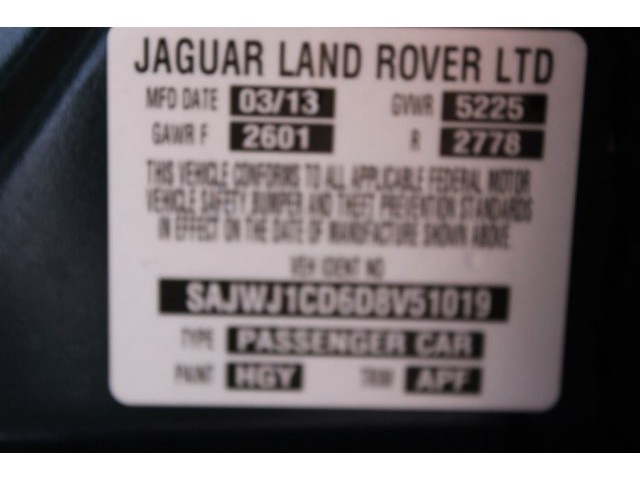 JAGUAR LAND ROVER LTD
MFD DATE 03/13 GVWR 5225
GAWR F 2601 R 2778
THIS VEHICLE CONFORMS TO ALL APPLICABLE FEDERAL MOTOR
VEHICLE SAFETY, BUMPER AND THEFT PREVENTION STANDARDS
IN EFFECT ON THE DATE OF MANUFACTURE SHOWN ABOVE.
VEH IDENT NO
SAJWJ1CD6D8V51019
TYPE PASSENGER CAR
PAINT HGY TRIM APF